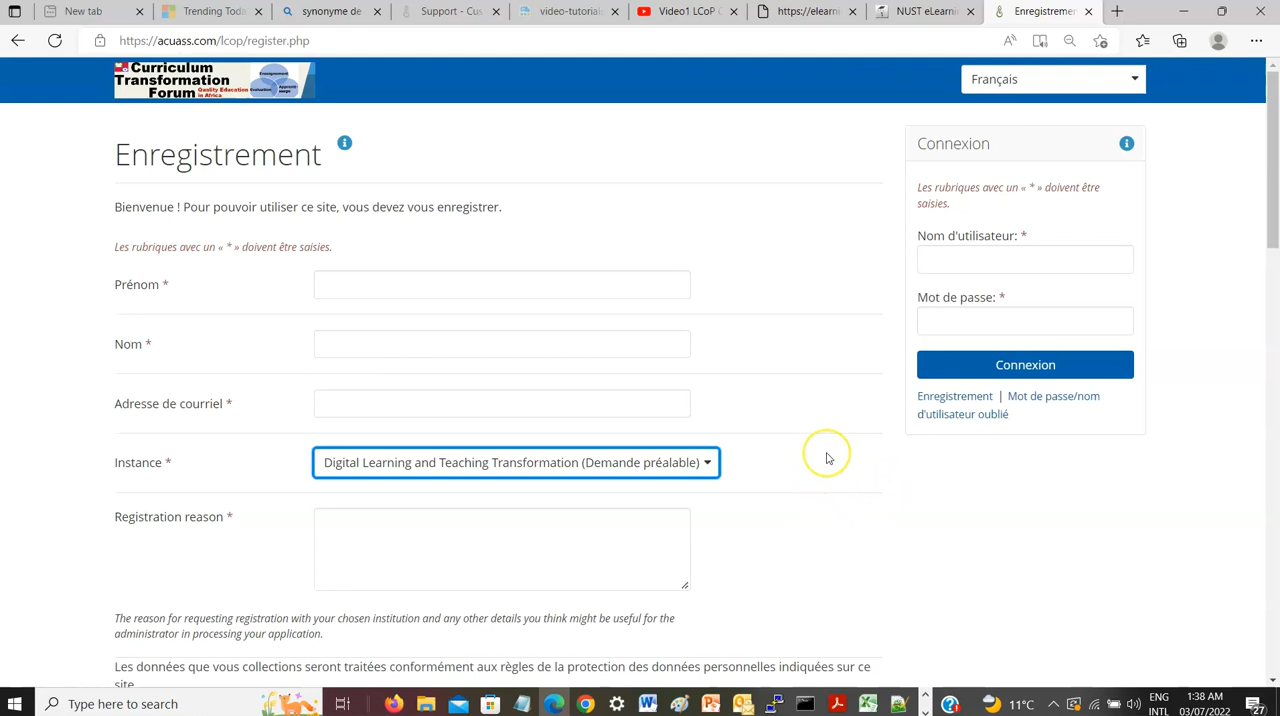 New tab
Trending Toda
synonyme de
Support - Cus
video-tutorials
Video1 LCoP C
https://elearn
NUST eLearni
Enregistremen
https://acuass.com/lcop/register.php
Curriculum
Transformation
Forum Quality Education
in Africa
Enseignement
Evaluation
Apprent
issage
Français
Enregistrement
Bienvenue ! Pour pouvoir utiliser ce site, vous devez vous enregistrer.
Les rubriques avec un « * » doivent être saisies.
Prénom *
Nom *
Adresse de courriel *
Instance *
Digital Learning and Teaching Transformation (Demande préalable)
Registration reason *
The reason for requesting registration with your chosen institution and any other details you think might be useful for the
administrator in processing your application.
Les données que vous collections seront traitées conformément aux règles de la protection des données personnelles indiquées sur ce
site.
Connexion
Les rubriques avec un « * » doivent être
saisies.
Nom d'utilisateur: *
Mot de passe: *
Connexion
Enregistrement | Mot de passe/nom
d'utilisateur oublié
Type here to search
11°C
ENG
INTL
1:38 AM
03/07/2022
27